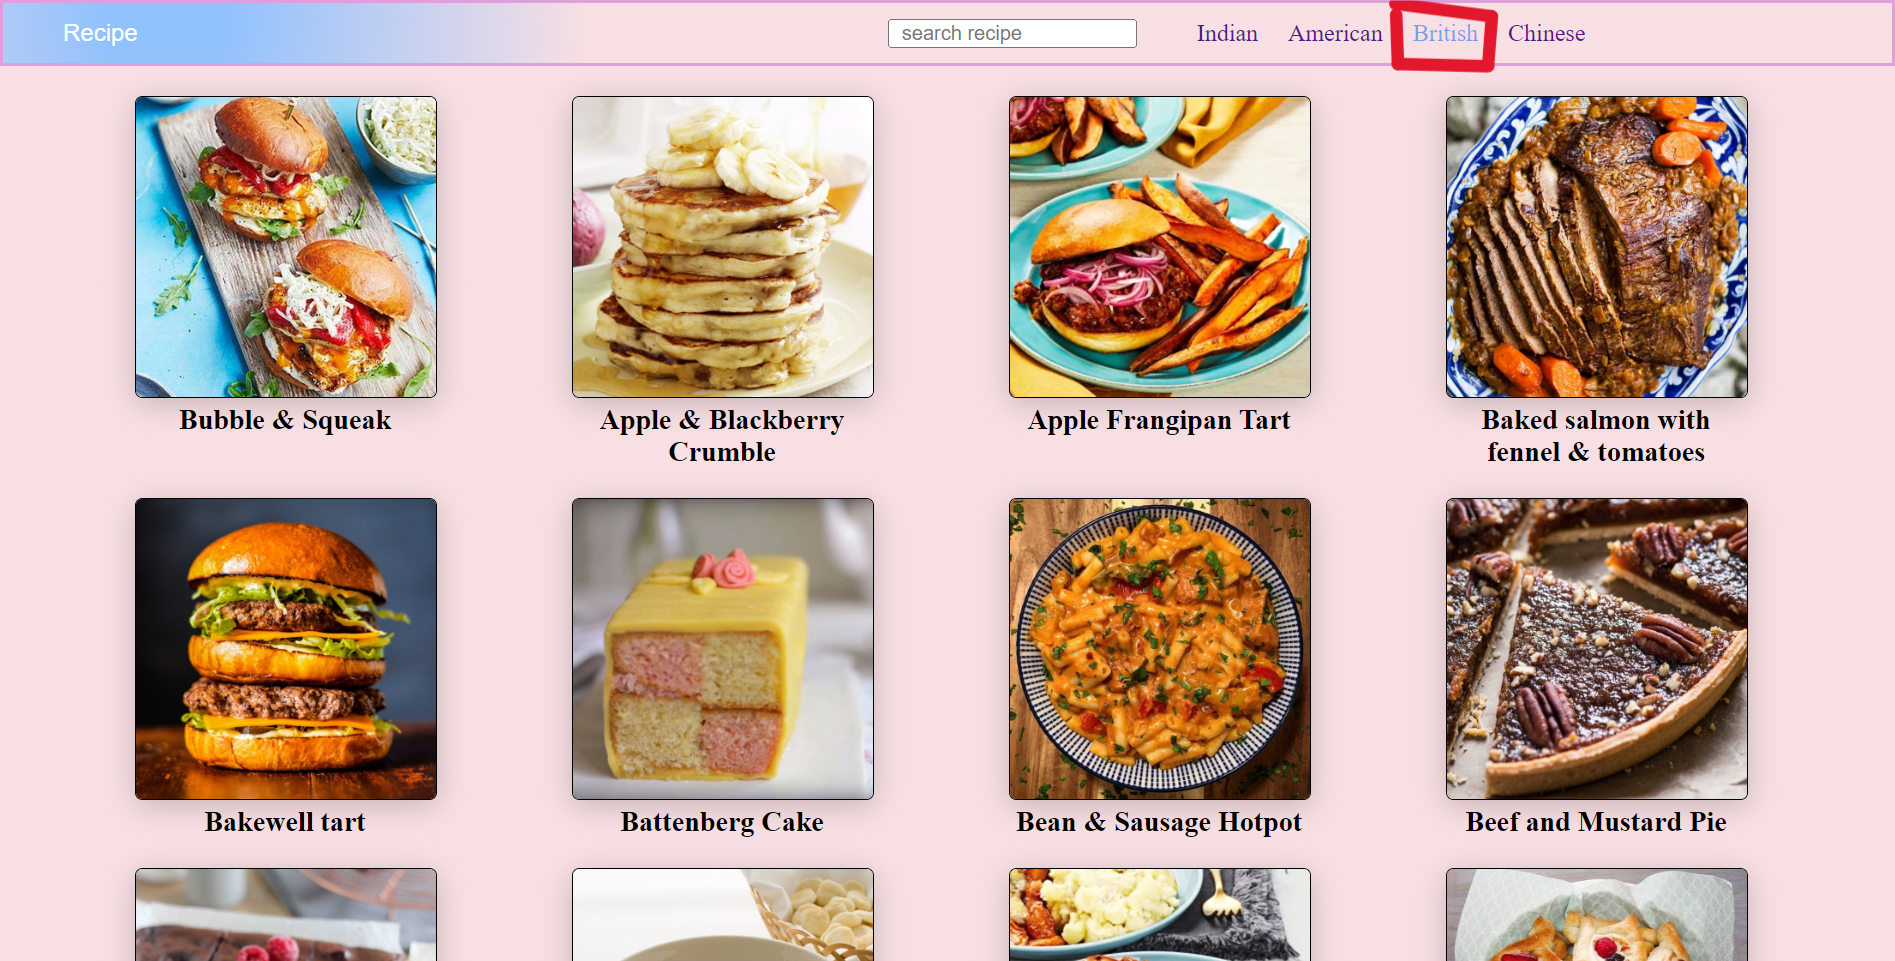 Recipe
search recipe
Indian
American
British
Chinese
Bubble & Squeak
Apple & Blackberry
Crumble
Apple Frangipan Tart
Baked salmon with
fennel & tomatoes
Bakewell tart
Battenberg Cake
Bean & Sausage Hotpot
Beef and Mustard Pie